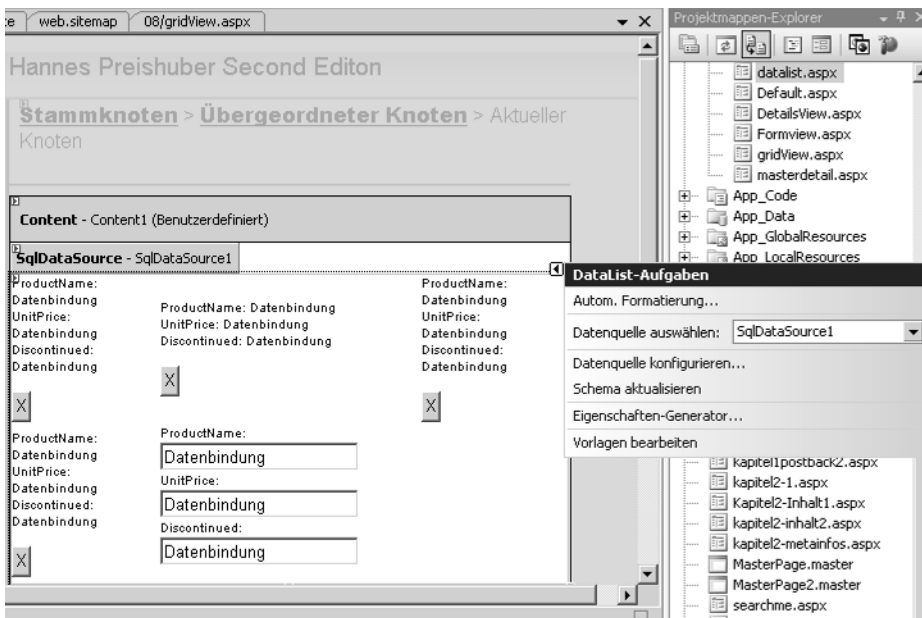 te
web.sitemap
08/gridView.aspx
Hannes Preishuber Second Editon
Stammknoten > Übergeordneter Knoten > Aktueller
Knoten
Content - Content1 (Benutzerdefiniert)
SqlDataSource - SqlDataSource1
ProductName:
Datenbindung
UnitPrice:
Datenbindung
Discontinued:
Datenbindung
X
ProductName: Datenbindung
UnitPrice: Datenbindung
Discontinued: Datenbindung
X
ProductName:
Datenbindung
UnitPrice:
Datenbindung
Discontinued:
Datenbindung
X
ProductName:
Datenbindung
UnitPrice:
Datenbindung
Discontinued:
Datenbindung
X
ProductName:
Datenbindung
UnitPrice:
Datenbindung
Discontinued:
Datenbindung
DataList-Aufgaben
Autom. Formatierung...
Datenquelle auswählen: SqlDataSource1
Datenquelle konfigurieren...
Schema aktualisieren
Eigenschaften-Generator...
Vorlagen bearbeiten
Projektmappen-Explorer
datalist.aspx
Default.aspx
DetailsView.aspx
Formview.aspx
gridView.aspx
masterdetail.aspx
App_Code
App_Data
App_GlobalResources
App_LocalResources
kapitel1postback2.aspx
kapitel2-1.aspx
Kapitel2-Inhalt1.aspx
kapitel2-inhalt2.aspx
kapitel2-metainfos.aspx
MasterPage.master
MasterPage2.master
searchme.aspx